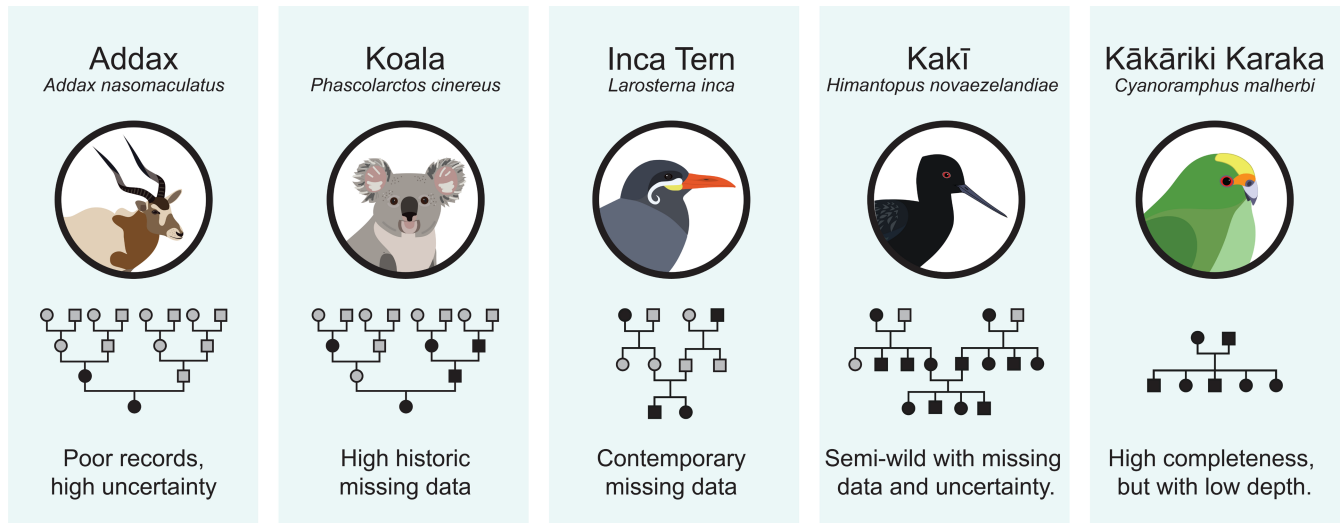 Addax
Addax nasomaculatus
Poor records,
high uncertainty
Koala
Phascolarctos cinereus
High historic
missing data
Inca Tern
Larosterna inca
Contemporary
missing data
Kakī
Himantopus novaezelandiae
Semi-wild with missing
data and uncertainty.
Kākāriki Karaka
Cyanoramphus malherbi
High completeness,
but with low depth.